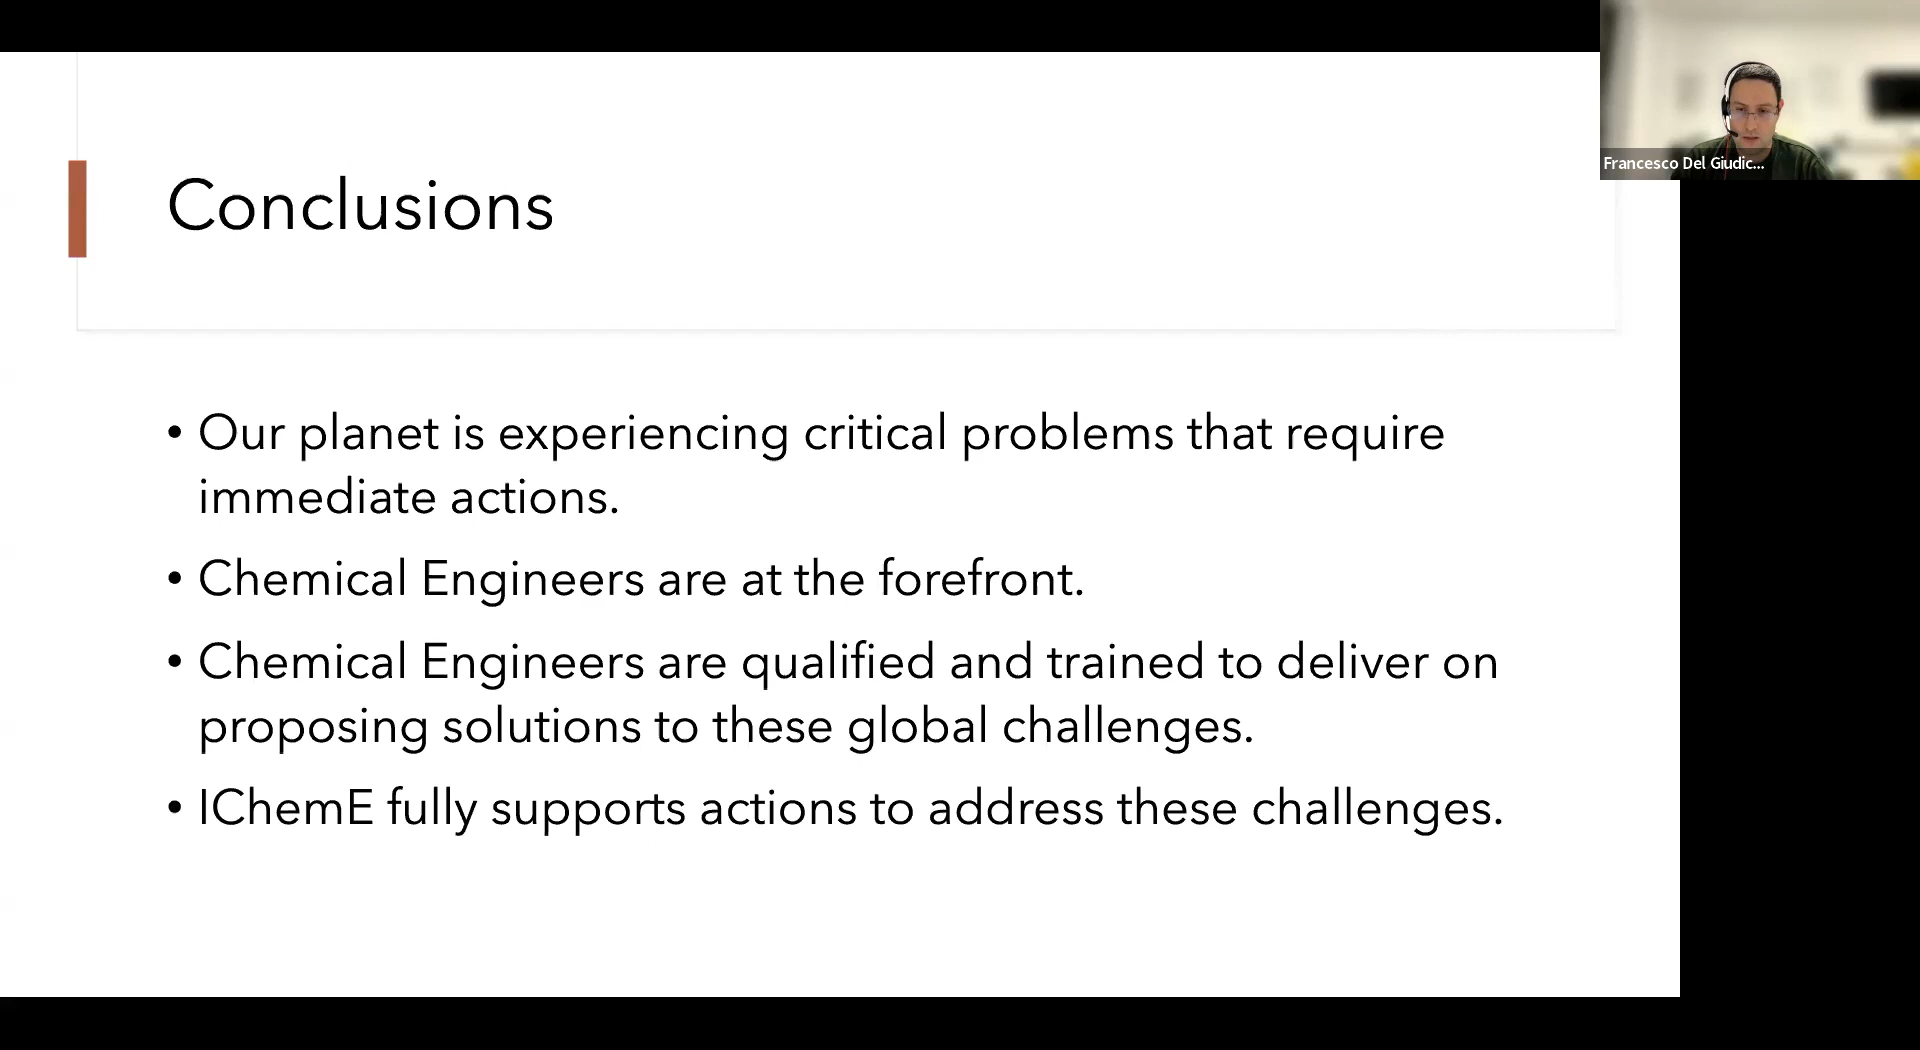 Francesco Del Giudic...
Conclusions
• Our planet is experiencing critical problems that require
immediate actions.
• Chemical Engineers are at the forefront.
• Chemical Engineers are qualified and trained to deliver on
proposing solutions to these global challenges.
• IChemE fully supports actions to address these challenges.